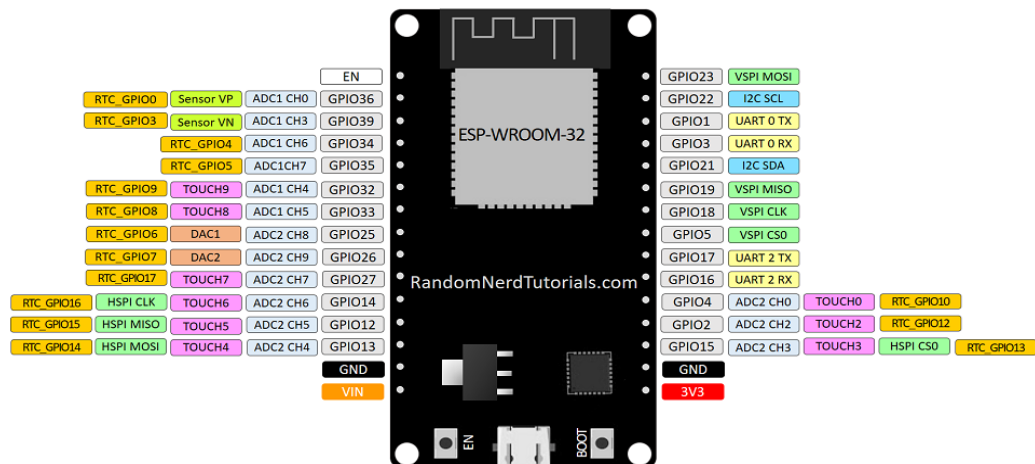 EN GPIO23 VSPI MOSI
RTC_GPIO0 Sensor VP ADC1 CH0 GPIO36 GPIO22 I2C SCL
RTC_GPIO3 Sensor VN ADC1 CH3 GPIO39 GPIO1 UART 0 TX
ESP-WROOM-32
RTC_GPIO4 ADC1 CH6 GPIO34 GPIO3 UART 0 RX
RTC_GPIO5 ADC1CH7 GPIO35 GPIO21 I2C SDA
RTC_GPIO9 TOUCH9 ADC1 CH4 GPIO32 GPIO19 VSPI MISO
RTC_GPIO8 TOUCH8 ADC1 CH5 GPIO33 GPIO18 VSPI CLK
RTC_GPIO6 DAC1 ADC2 CH8 GPIO25 GPIO5 VSPI CS0
RTC_GPIO7 DAC2 ADC2 CH9 GPIO26 GPIO17 UART 2 TX
RTC_GPIO17 TOUCH7 ADC2 CH7 GPIO27 RandomNerdTutorials.com GPIO16 UART 2 RX
RTC_GPIO16 HSPI CLK TOUCH6 ADC2 CH6 GPIO14 GPIO4 ADC2 CH0 TOUCH0 RTC_GPIO10
RTC_GPIO15 HSPI MISO TOUCH5 ADC2 CH5 GPIO12 GPIO2 ADC2 CH2 TOUCH2 RTC_GPIO12
RTC_GPIO14 HSPI MOSI TOUCH4 ADC2 CH4 GPIO13 GPIO15 ADC2 CH3 TOUCH3 HSPI CS0 RTC_GPIO13
GND GND
VIN 3V3
EN BOOT